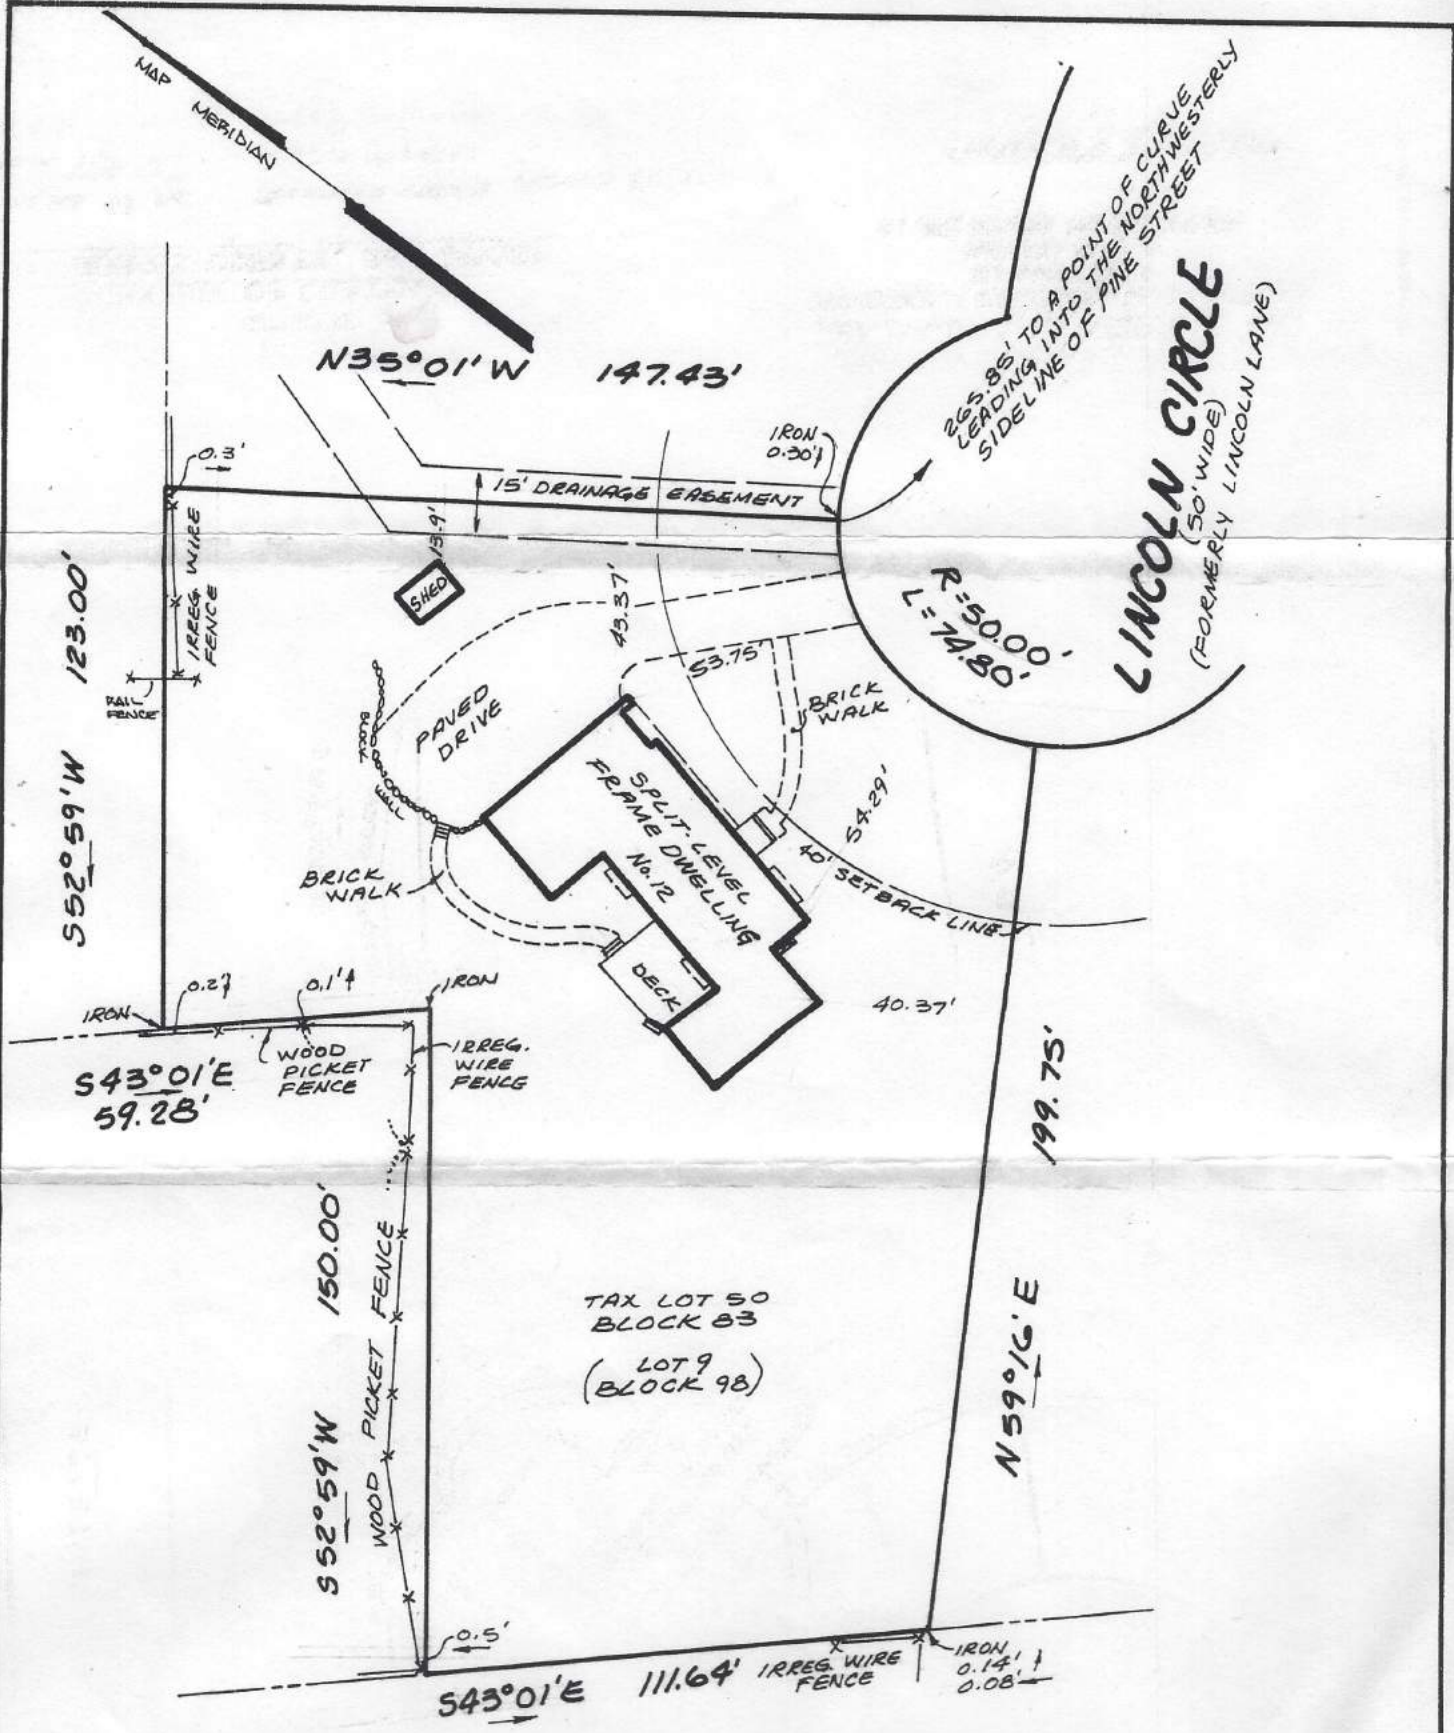 MAP MERIDIAN
N35°01'W 147.43'
265.85' TO A POINT OF CURVE
LEADING INTO THE NORTHWESTERLY
SIDELINE OF PINE STREET
LINCOLN CIRCLE
(50' WIDE)
(FORMERLY LINCOLN LANE)
IRON
0.30'
0.3'
15' DRAINAGE EASEMENT
IRREG. WIRE
FENCE
13.9'
SHED
R=50.00'
L=74.80'
43.37'
53.75'
S52°59'W 123.00'
RAIL
FENCE
BLOCK
WALL
PAVED
DRIVE
BRICK
WALK
SPLIT-LEVEL
FRAME DWELLING
No. 12
54.29'
40' SETBACK LINE
BRICK
WALK
DECK
40.37'
IRON
0.2'
0.1'
IRON
WOOD
PICKET
FENCE
IRREG.
WIRE
FENCE
S43°01'E
59.28'
199.75'
N59°16'E
S52°59'W 150.00'
WOOD PICKET FENCE
TAX LOT 50
BLOCK 83
(LOT 9
BLOCK 98)
0.5'
S43°01'E 111.64'
IRREG. WIRE
FENCE
IRON
0.14'
0.08'